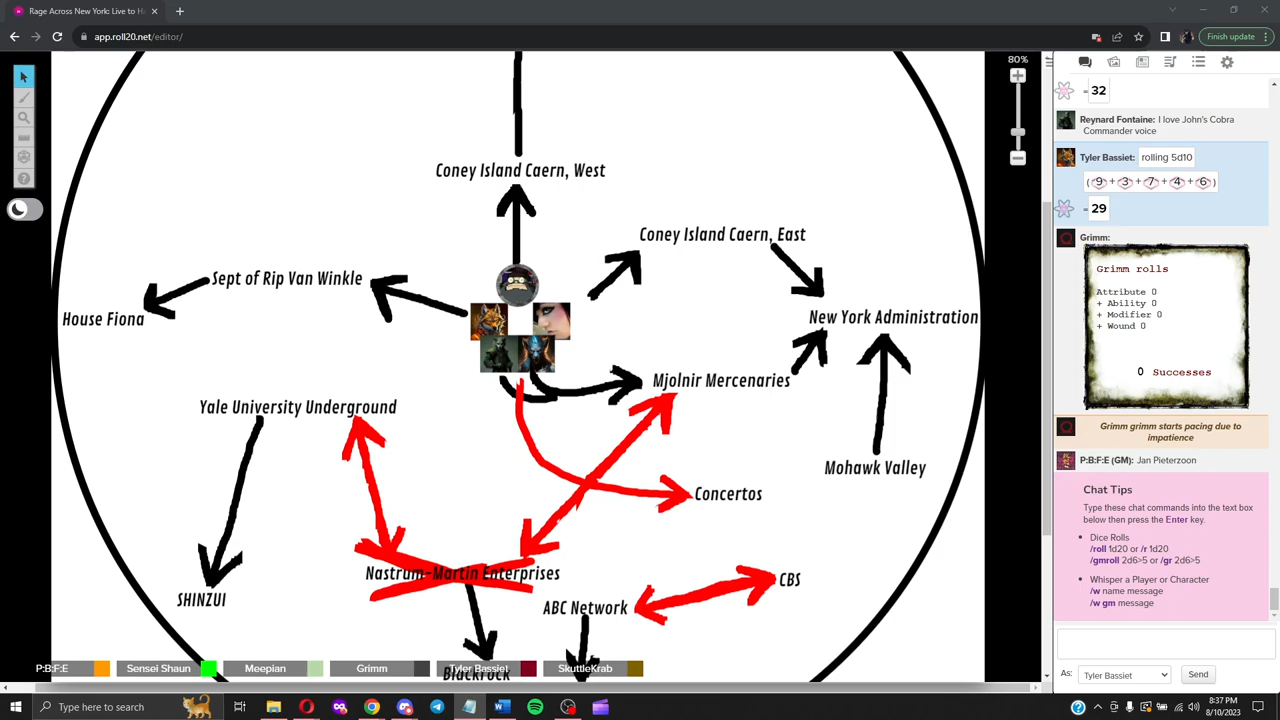 Rage Across New York: Live to H
app.roll20.net/editor/
Finish update
80%
Coney Island Caern, West
Coney Island Caern, East
Sept of Rip Van Winkle
House Fiona
New York Administration
Mjolnir Mercenaries
Yale University Underground
Mohawk Valley
Concertos
Nastrum-Martin Enterprises
CBS
ABC Network
SHINZUI
Blackrock
P:B:F:E
Sensei Shaun
Meepian
Grimm
Tyler Bassiet
SkuttleKrab
= 32
Reynard Fontaine: I love John's Cobra
Commander voice
Tyler Bassiet: rolling 5d10
(9+3+7+4+6)
= 29
Grimm:
Grimm rolls
Attribute 0
+ Ability 0
+ Modifier 0
+ Wound 0
0 Successes
Grimm grimm starts pacing due to
impatience
P:B:F:E (GM): Jan Pieterzoon
Chat Tips
Type these chat commands into the text box
below then press the Enter key.
Dice Rolls
/roll 1d20 or /r 1d20
/gmroll 2d6>5 or /gr 2d6>5
Whisper a Player or Character
/w name message
/w gm message
As: Tyler Bassiet
Send
Type here to search
8:37 PM
8/10/2023